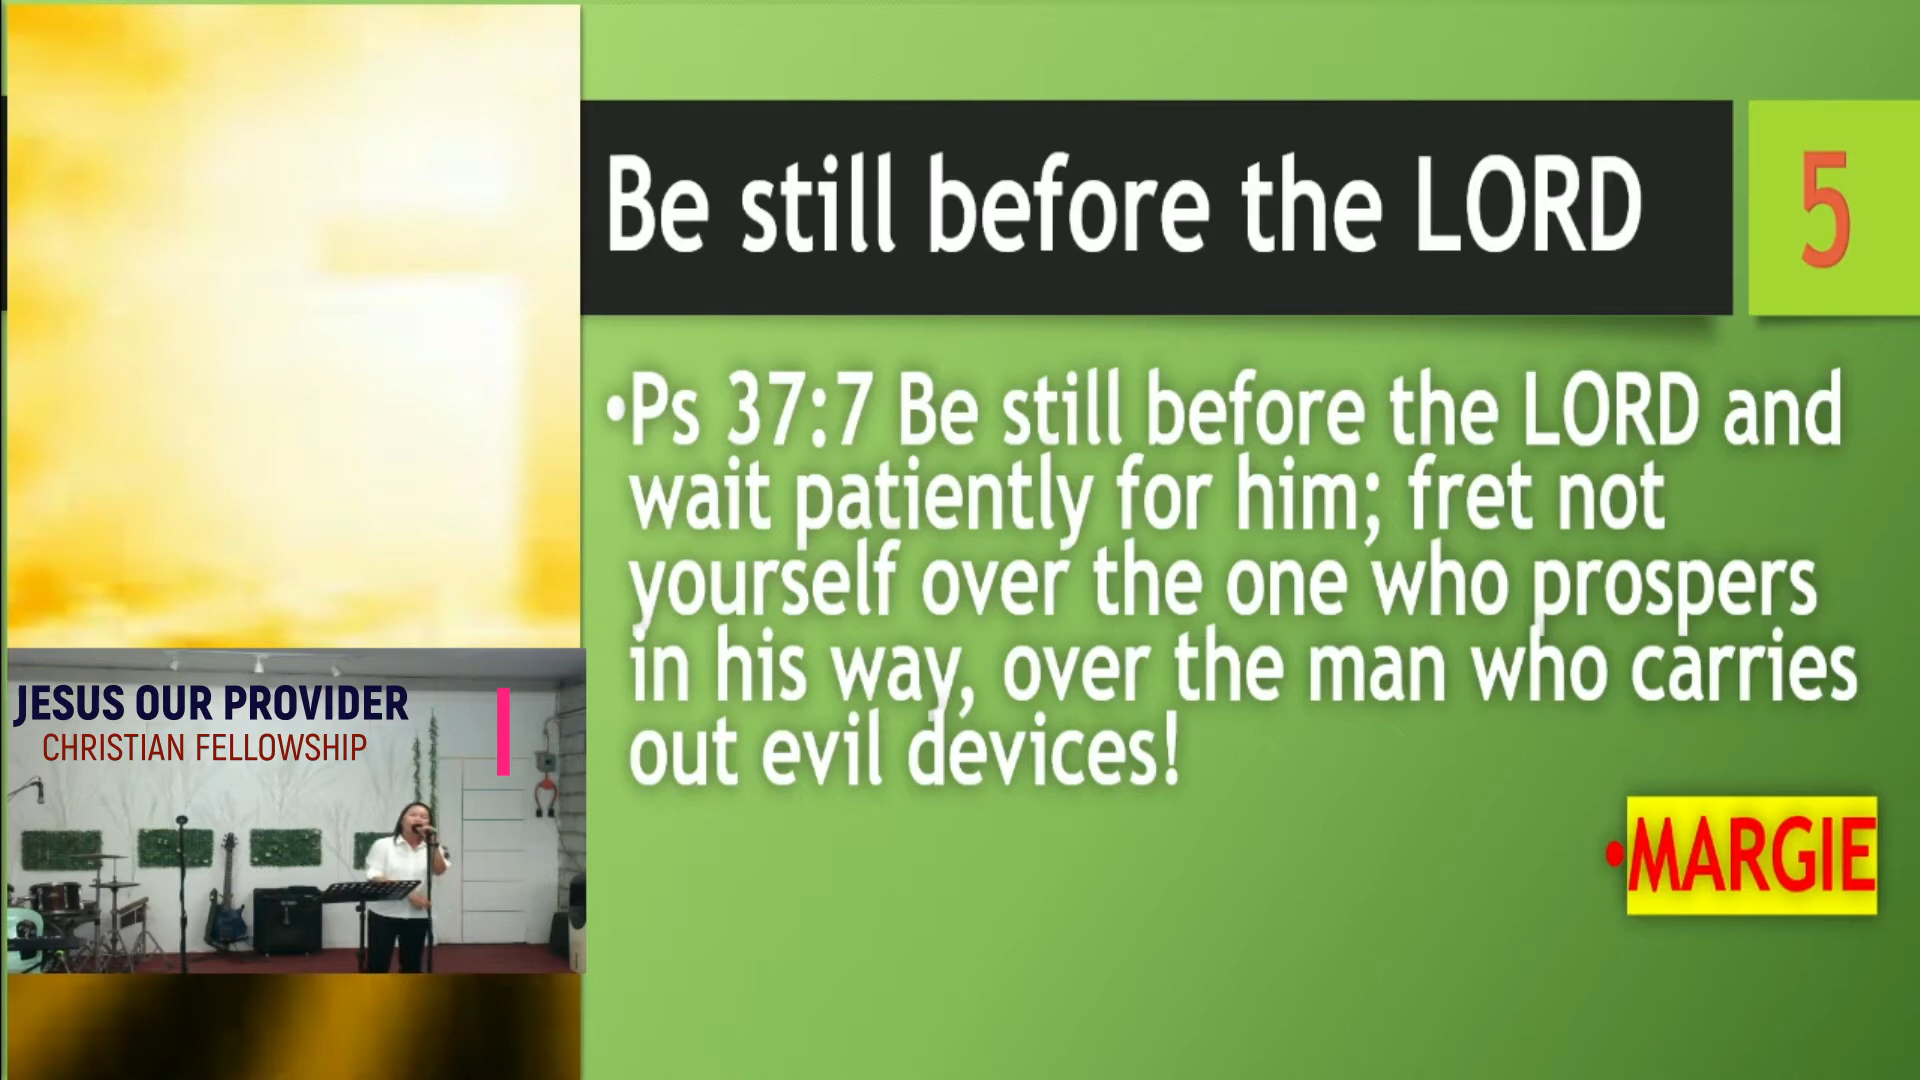 Be still before the LORD
5
•Ps 37:7 Be still before the LORD and
wait patiently for him; fret not
yourself over the one who prospers
in his way, over the man who carries
out evil devices!
•MARGIE
JESUS OUR PROVIDER
CHRISTIAN FELLOWSHIP